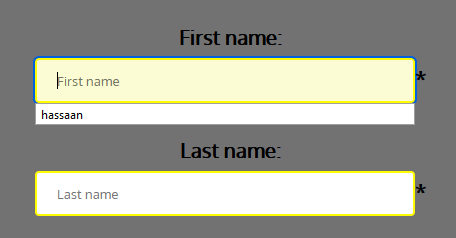 First name:
First name *
hassaan
Last name:
Last name *